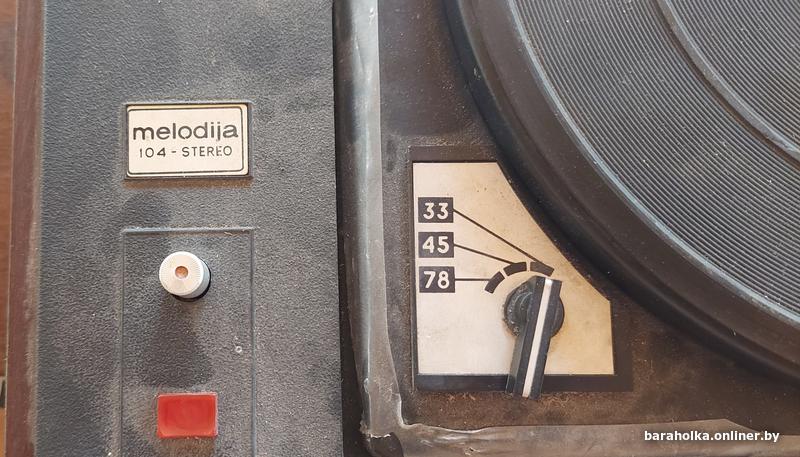 melodija
104-STEREO
33
45
78
baraholka.onliner.by